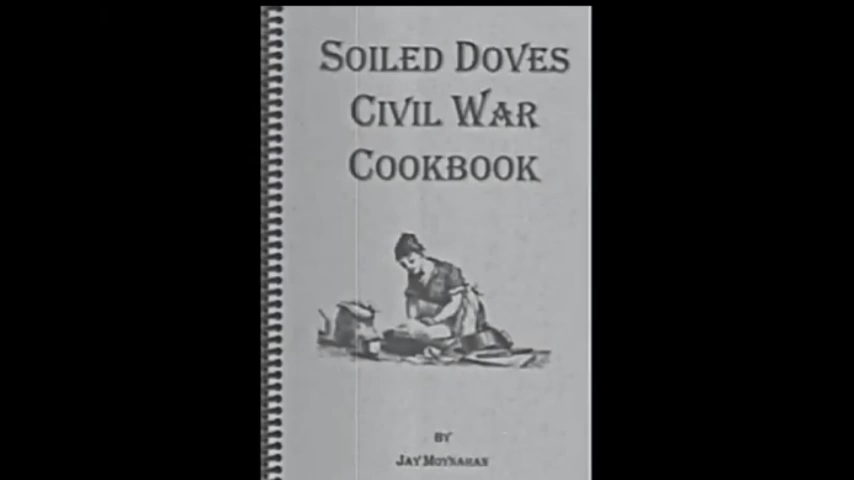 SOILED DOVES
CIVIL WAR
COOKBOOK
BY
JAY MOYNAHAN